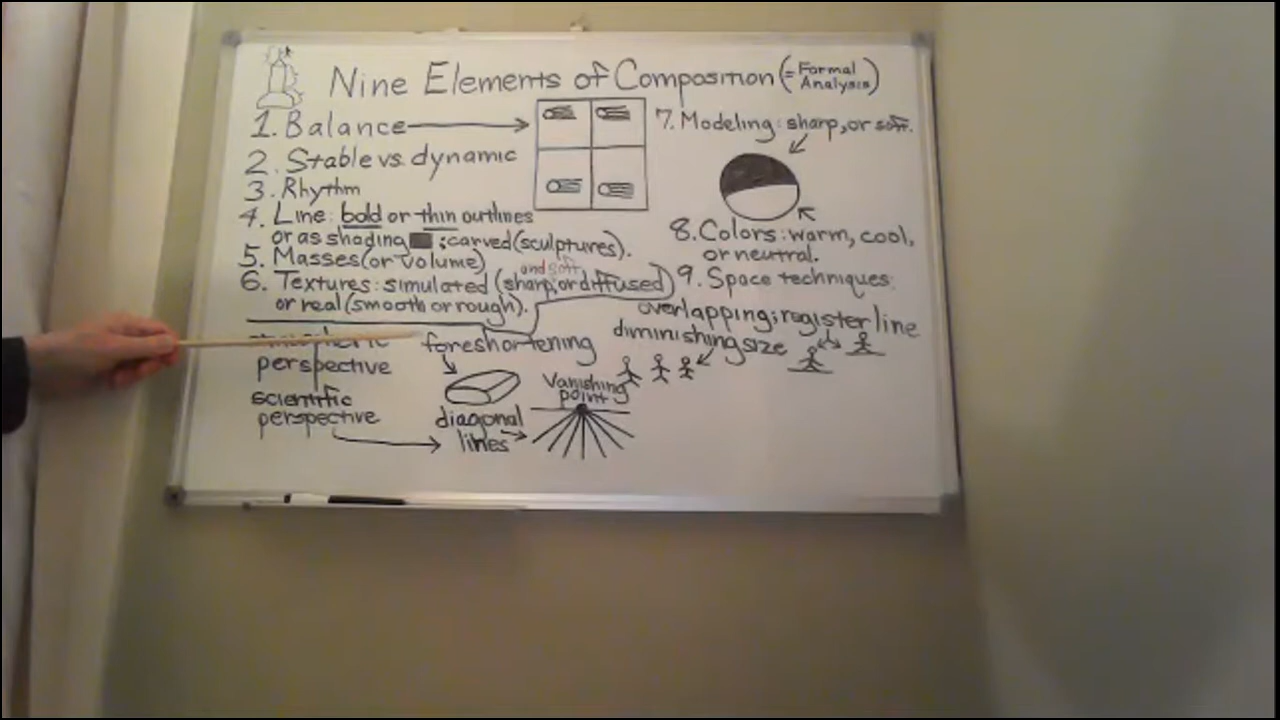 Nine Elements of Composition (= Formal Analysis)
1. Balance
2. Stable vs. dynamic
3. Rhythm
4. Line: bold or thin outlines
or as shading ; carved (sculptures).
5. Masses (or volume)
6. Textures: simulated (sharp, or diffused)
and soft
or real (smooth or rough).
7. Modeling: sharp, or soft.
8. Colors: warm, cool,
or neutral.
9. Space techniques:
overlapping; register line
diminishing size
foreshortening
perspective
scientific
perspective
diagonal
lines
Vanishing
point